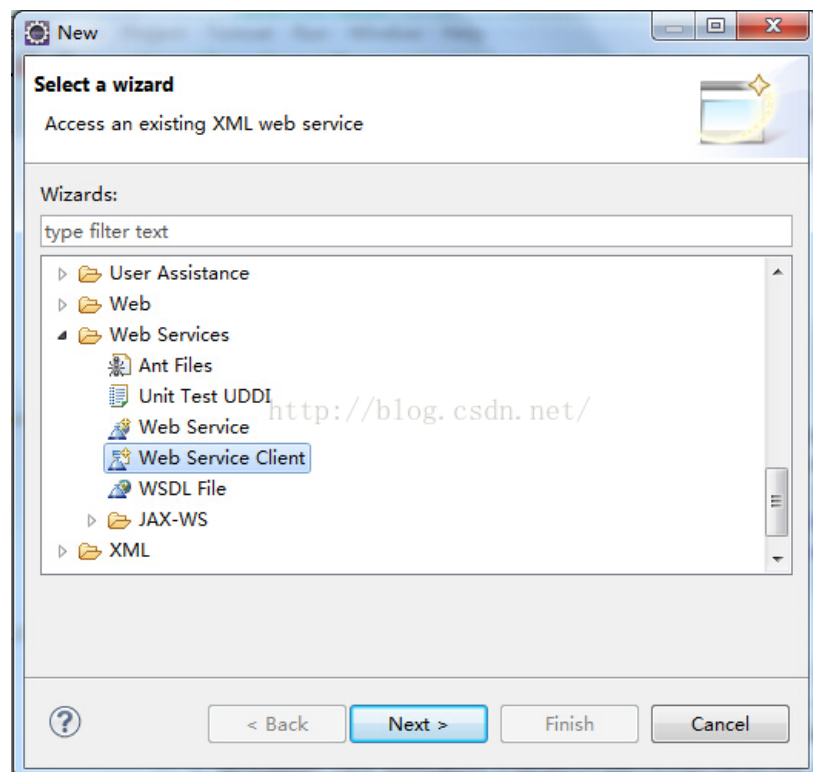 New
Select a wizard
Access an existing XML web service
Wizards:
type filter text
User Assistance
Web
Web Services
Ant Files
Unit Test UDDI
http://blog.csdn.net/
Web Service
Web Service Client
WSDL File
JAX-WS
XML
< Back
Next >
Finish
Cancel